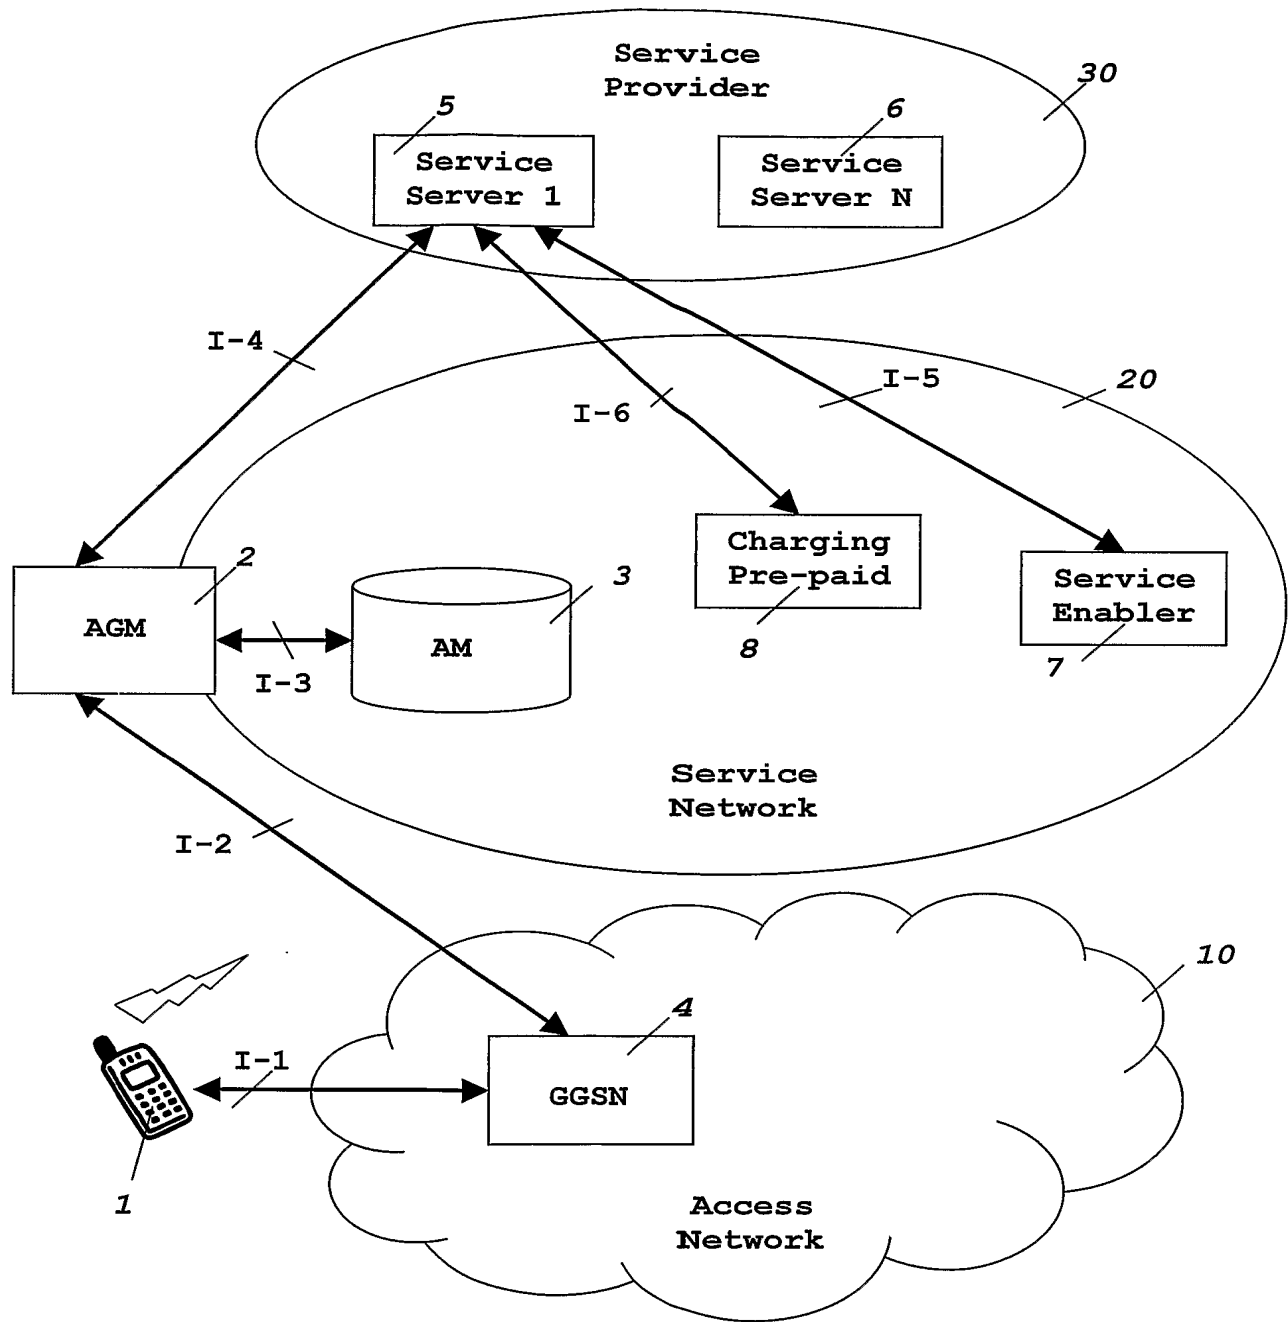 Service
Provider
30
5
6
Service
Server 1
Service
Server N
I-4
I-6
I-5
20
2
AGM
3
AM
I-3
Charging
Pre-paid
8
Service
Enabler
7
Service
Network
I-2
10
4
GGSN
I-1
1
Access
Network